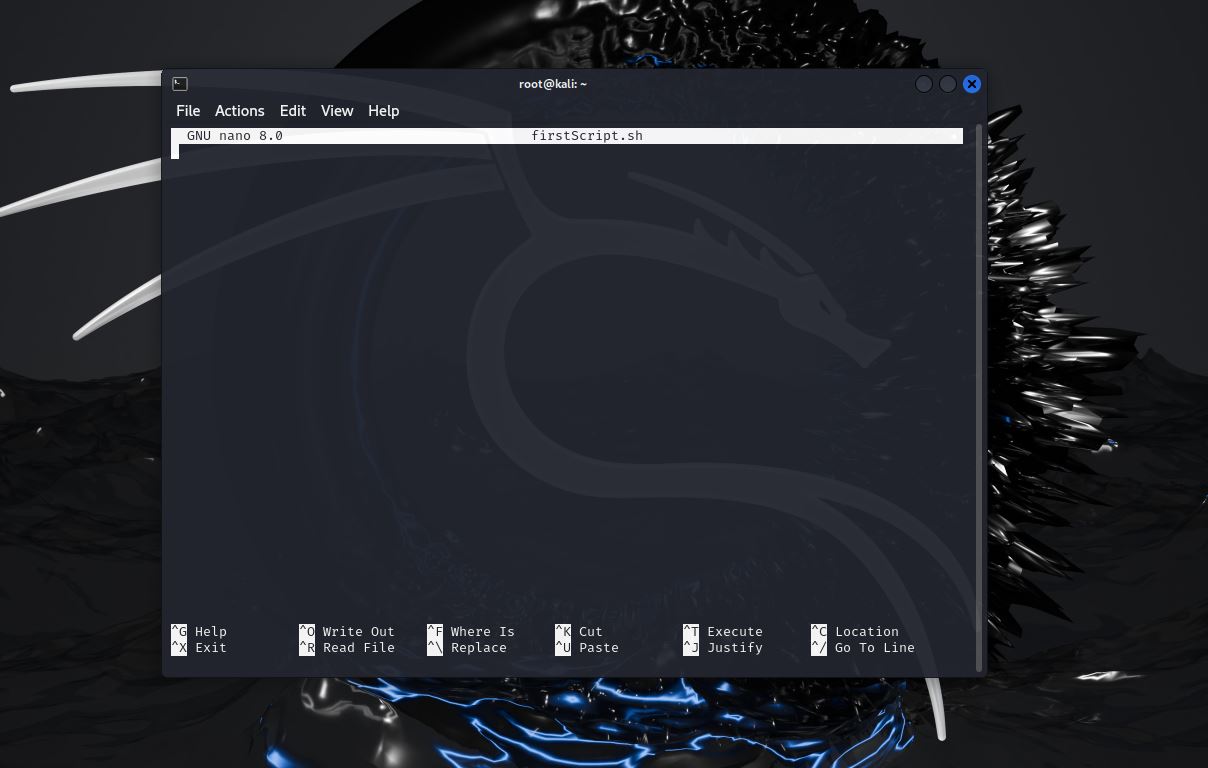 root@kali: ~
File Actions Edit View Help
GNU nano 8.0 firstScript.sh
^G Help ^O Write Out ^F Where Is ^K Cut ^T Execute ^C Location
^X Exit ^R Read File ^\ Replace ^U Paste ^J Justify ^/ Go To Line